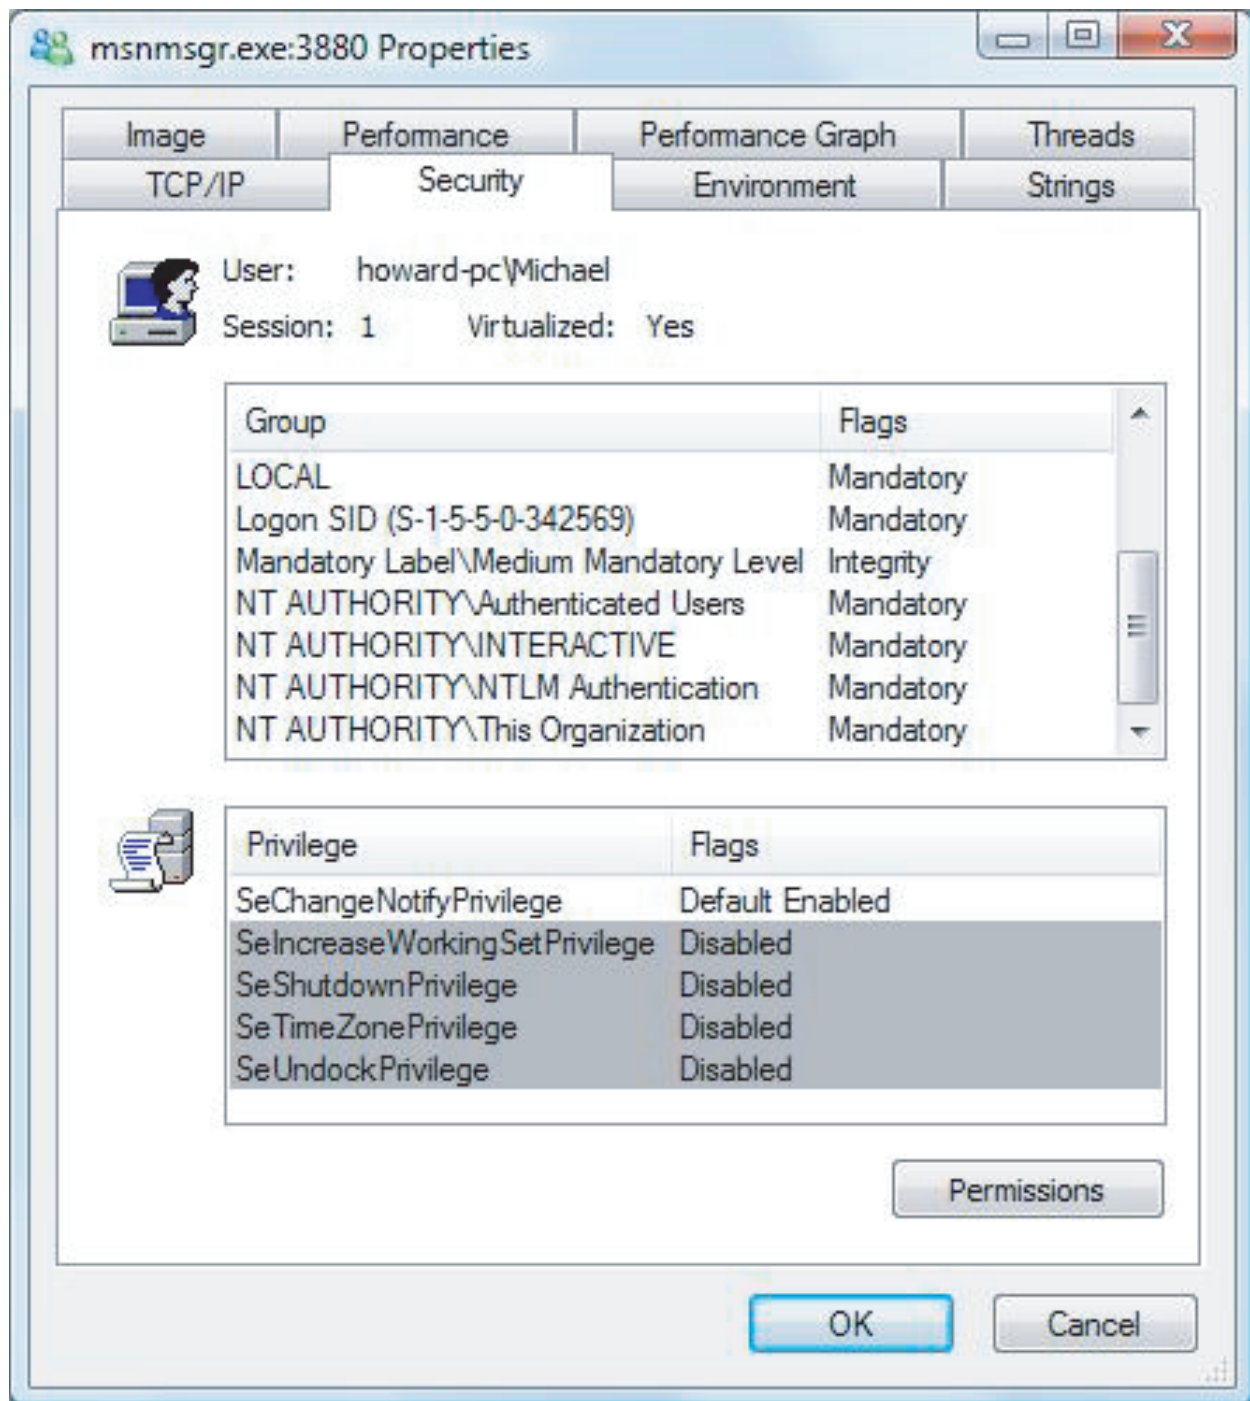 msnmsgr.exe:3880 Properties
Image Performance Performance Graph Threads
TCP/IP Security Environment Strings
User: howard-pc\Michael
Session: 1 Virtualized: Yes
Group Flags
LOCAL Mandatory
Logon SID (S-1-5-5-0-342569) Mandatory
Mandatory Label\Medium Mandatory Level Integrity
NT AUTHORITY\Authenticated Users Mandatory
NT AUTHORITY\INTERACTIVE Mandatory
NT AUTHORITY\NTLM Authentication Mandatory
NT AUTHORITY\This Organization Mandatory
Privilege Flags
SeChangeNotifyPrivilege Default Enabled
SeIncreaseWorkingSetPrivilege Disabled
SeShutdownPrivilege Disabled
SeTimeZonePrivilege Disabled
SeUndockPrivilege Disabled
Permissions
OK Cancel